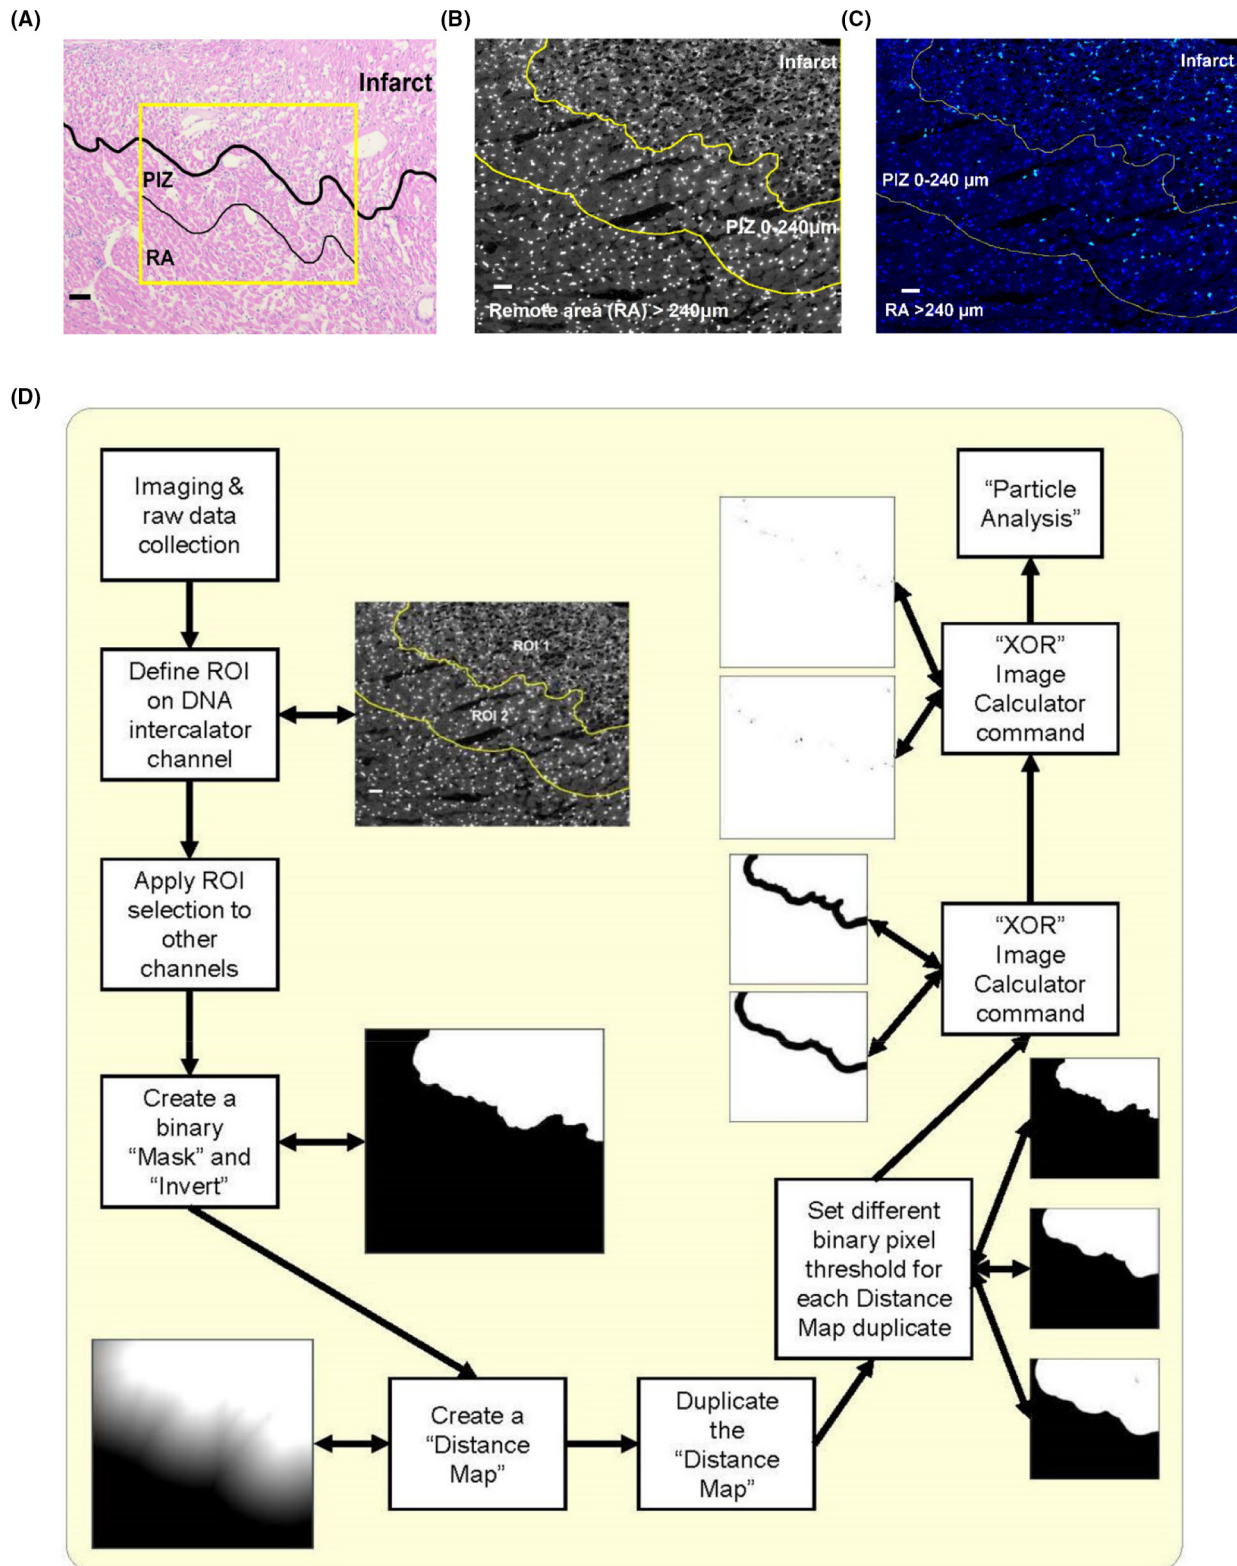 (A)
Infarct
PIZ
RA
(B)
Infarct
PIZ 0-240µm
Remote area (RA) > 240µm
(C)
Infarct
PIZ 0-240 µm
RA >240 µm
(D)
Imaging &
raw data
collection
Define ROI
on DNA
intercalator
channel
ROI 1
ROI 2
Apply ROI
selection to
other
channels
Create a
binary
“Mask” and
“Invert”
Create a
“Distance
Map”
Duplicate
the
“Distance
Map”
Set different
binary pixel
threshold for
each Distance
Map duplicate
“XOR”
Image
Calculator
command
“XOR”
Image
Calculator
command
“Particle
Analysis”